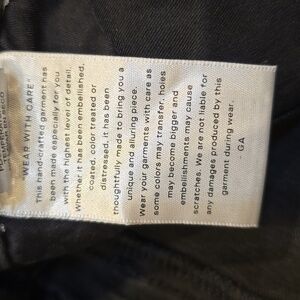 "WEAR WITH CARE"
This hand-crafted garment has
been made especially for you
with the highest level of detail.
Whether it has been embellished,
coated, color treated or
distressed, it has been
thoughtfully made to bring you a
unique and alluring piece.
Wear your garments with care as
some colors may transfer, holes
may become bigger and
embellishments may cause
scratches. We are not liable for
any damages produced by this
garment during wear.
GA